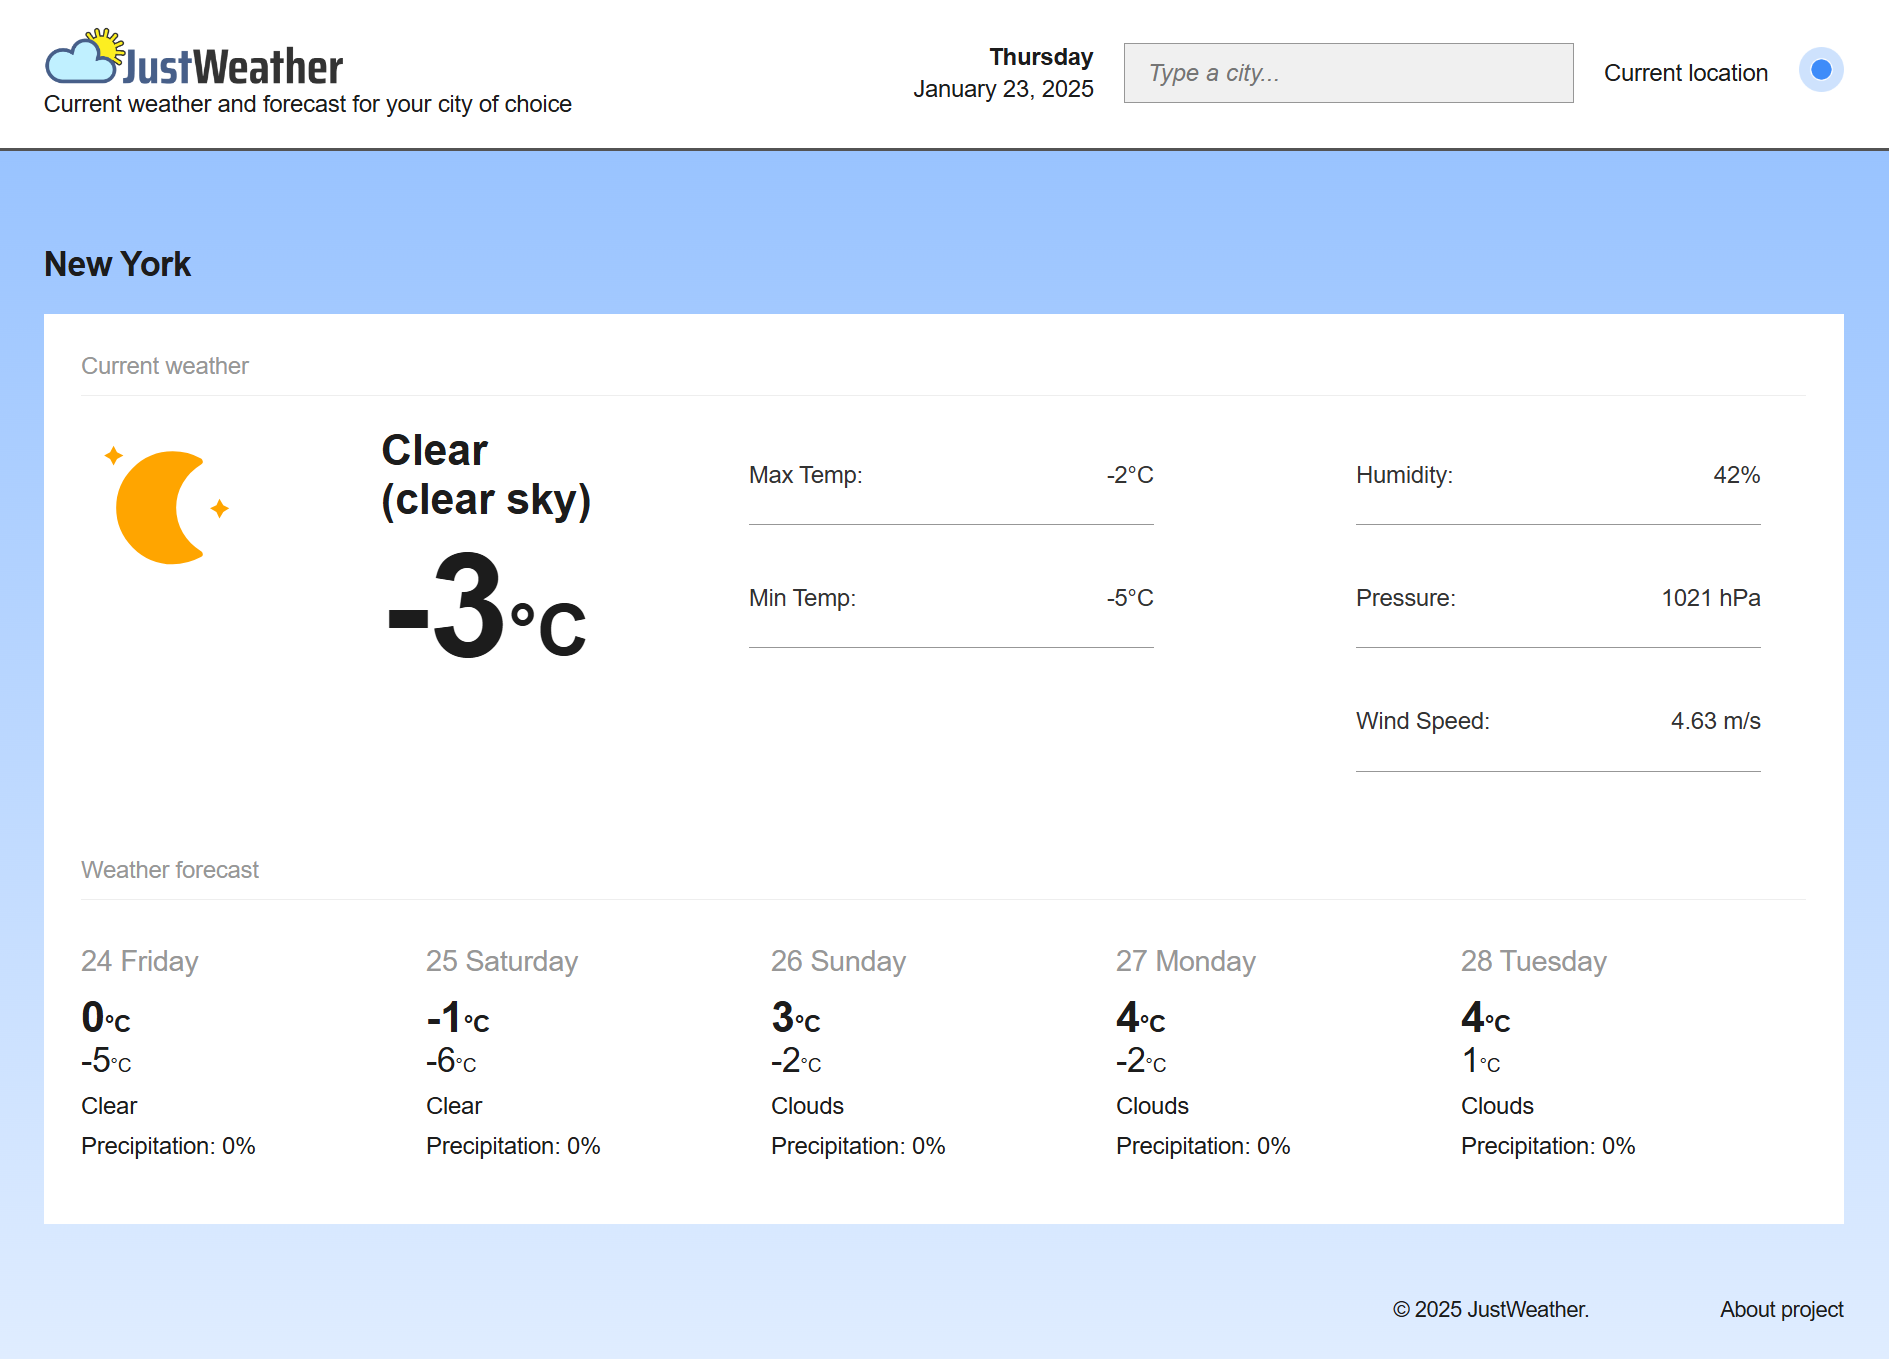 JustWeather
Current weather and forecast for your city of choice
Thursday
January 23, 2025
Type a city...
Current location
New York
Current weather
Clear
(clear sky)
-3°C
Max Temp: -2°C
Min Temp: -5°C
Humidity: 42%
Pressure: 1021 hPa
Wind Speed: 4.63 m/s
Weather forecast
24 Friday
0°C
-5°C
Clear
Precipitation: 0%
25 Saturday
-1°C
-6°C
Clear
Precipitation: 0%
26 Sunday
3°C
-2°C
Clouds
Precipitation: 0%
27 Monday
4°C
-2°C
Clouds
Precipitation: 0%
28 Tuesday
4°C
1°C
Clouds
Precipitation: 0%
© 2025 JustWeather.
About project